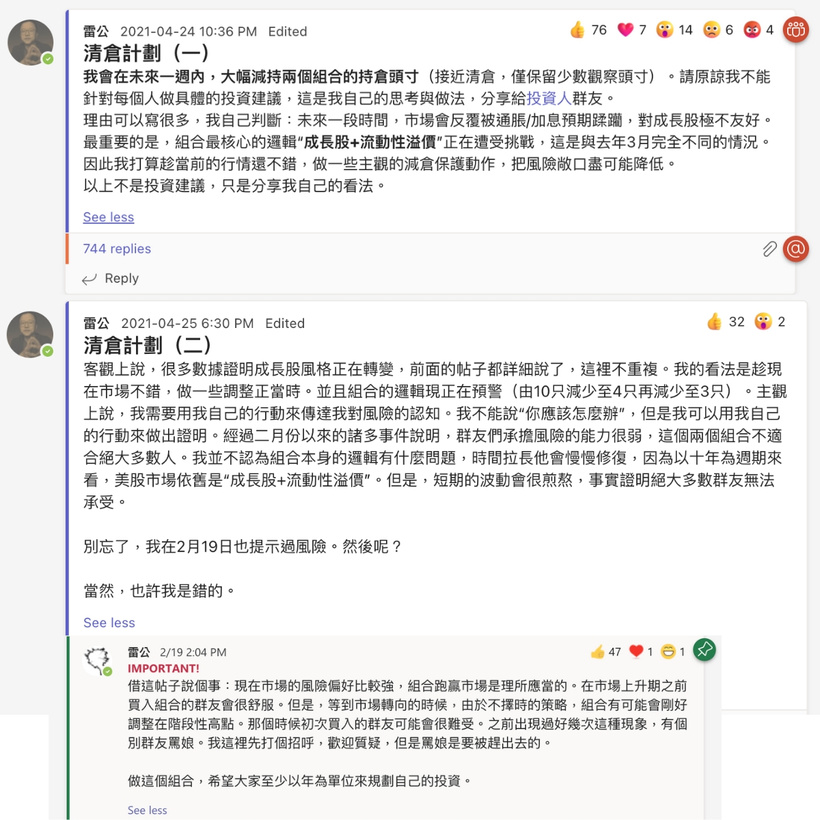 雷公 2021-04-24 10:36 PM Edited 76 7 14 6 4
清倉計劃（一）
我會在未來一週內，大幅減持兩個組合的持倉頭寸（接近清倉，僅保留少數觀察頭寸）。請原諒我不能
針對每個人做具體的投資建議，這是我自己的思考與做法，分享給投資人群友。
理由可以寫很多，我自己判斷：未來一段時間，市場會反覆被通脹/加息預期蹂躪，對成長股極不友好。
最重要的是，組合最核心的邏輯“成長股+流動性溢價”正在遭受挑戰，這是與去年3月完全不同的情況。
因此我打算趁當前的行情還不錯，做一些主觀的減倉保護動作，把風險敞口盡可能降低。
以上不是投資建議，只是分享我自己的看法。
See less
744 replies
Reply
雷公 2021-04-25 6:30 PM Edited 32 2
清倉計劃（二）
客觀上說，很多數據證明成長股風格正在轉變，前面的帖子都詳細說了，這裡不重複。我的看法是趁現
在市場不錯，做一些調整正當時。並且組合的邏輯現正在預警（由10只減少至4只再減少至3只）。主觀
上說，我需要用我自己的行動來傳達我對風險的認知。我不能說“你應該怎麼辦”，但是我可以用我自己
的行動來做出證明。經過二月份以來的諸多事件說明，群友們承擔風險的能力很弱，這個兩個組合不適
合絕大多數人。我並不認為組合本身的邏輯有什麼問題，時間拉長他會慢慢修復，因為以十年為週期來
看，美股市場依舊是“成長股+流動性溢價”。但是，短期的波動會很煎熬，事實證明絕大多數群友無法
承受。
別忘了，我在2月19日也提示過風險。然後呢？
當然，也許我是錯的。
See less
雷公 2/19 2:04 PM 47 1 1
IMPORTANT!
借這帖子說個事：現在市場的風險偏好比較強，組合跑贏市場是理所應當的。在市場上升期之前
買入組合的群友會很舒服。但是，等到市場轉向的時候，由於不擇時的策略，組合有可能會剛好
調整在階段性高點。那個時候初次買入的群友可能會很難受。之前出現過好幾次這種現象，有個
別群友罵娘。我這裡先打個招呼，歡迎質疑，但是罵娘是要被趕出去的。
做這個組合，希望大家至少以年為單位來規劃自己的投資。
See less